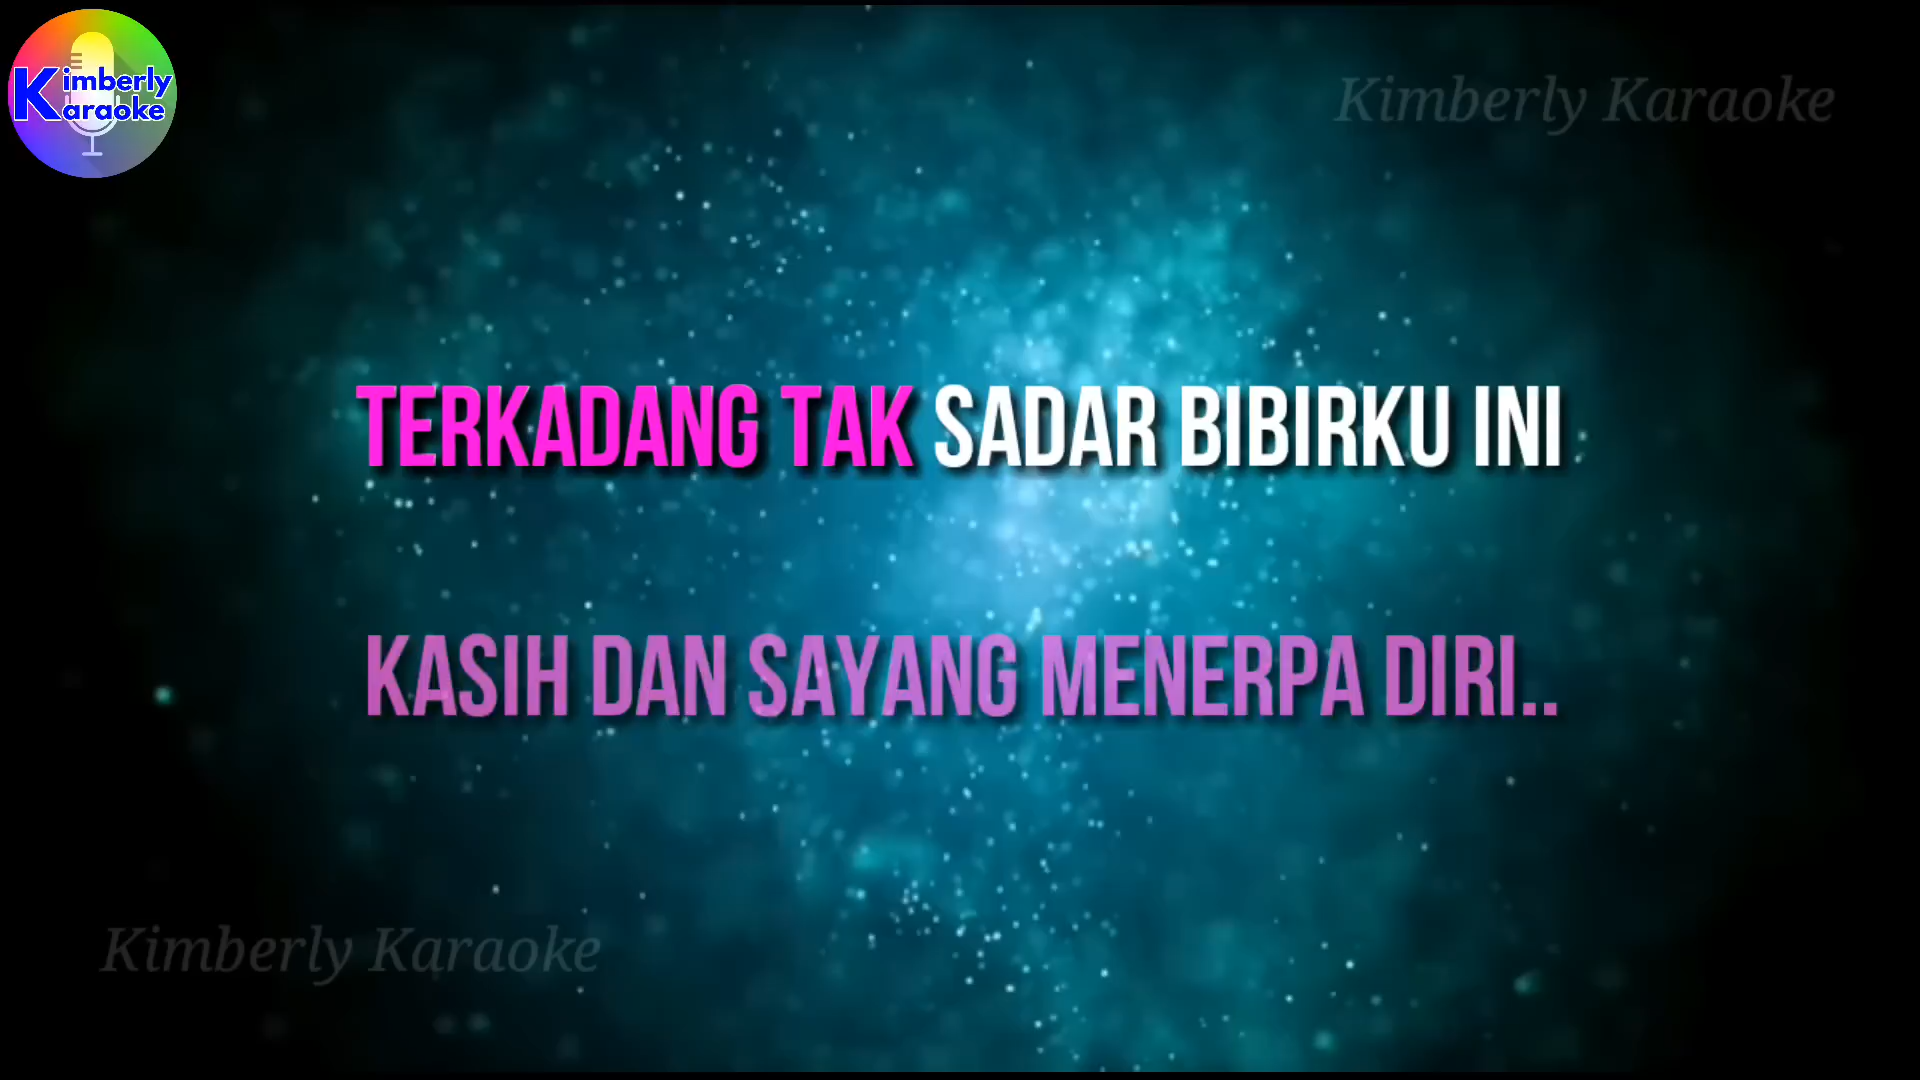 Kimberly
Karaoke
Kimberly Karaoke
TERKADANG TAK SADAR BIBIRKU INI
KASIH DAN SAYANG MENERPA DIRI..
Kimberly Karaoke